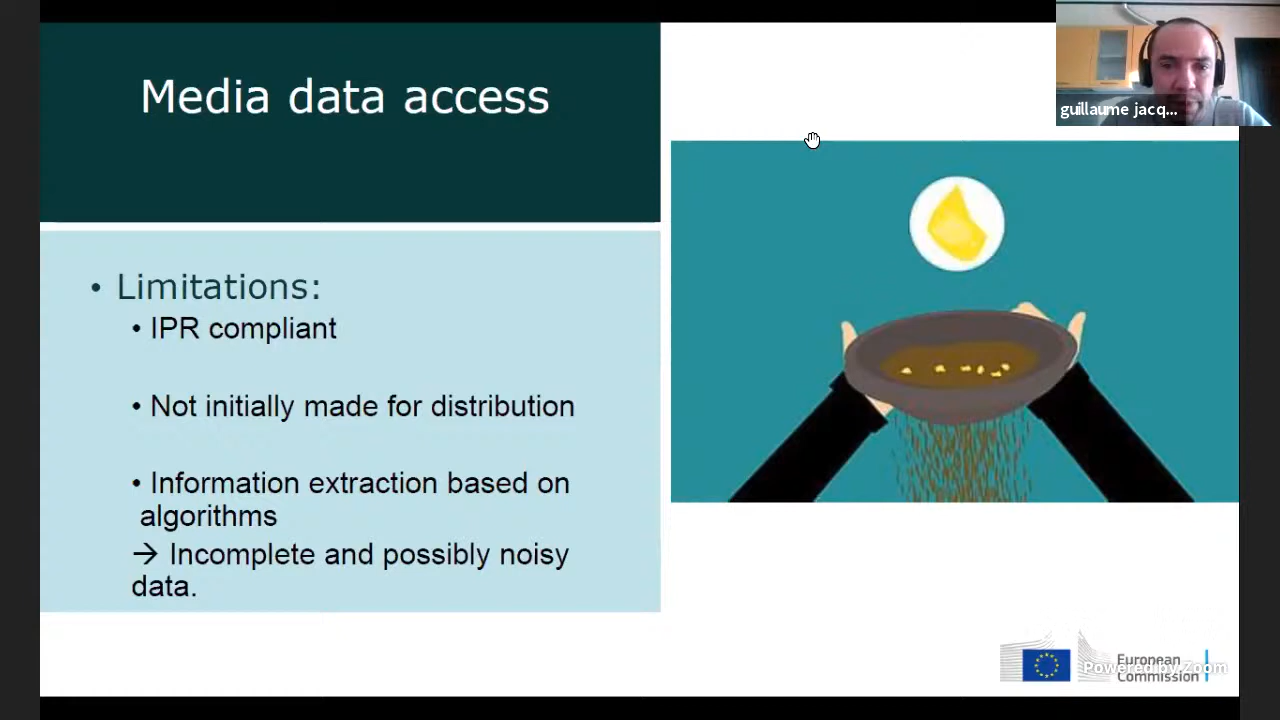 Media data access
guillaume jacq...
• Limitations:
• IPR compliant
• Not initially made for distribution
• Information extraction based on
algorithms
→ Incomplete and possibly noisy
data.
European
Commission
Powered by Zoom